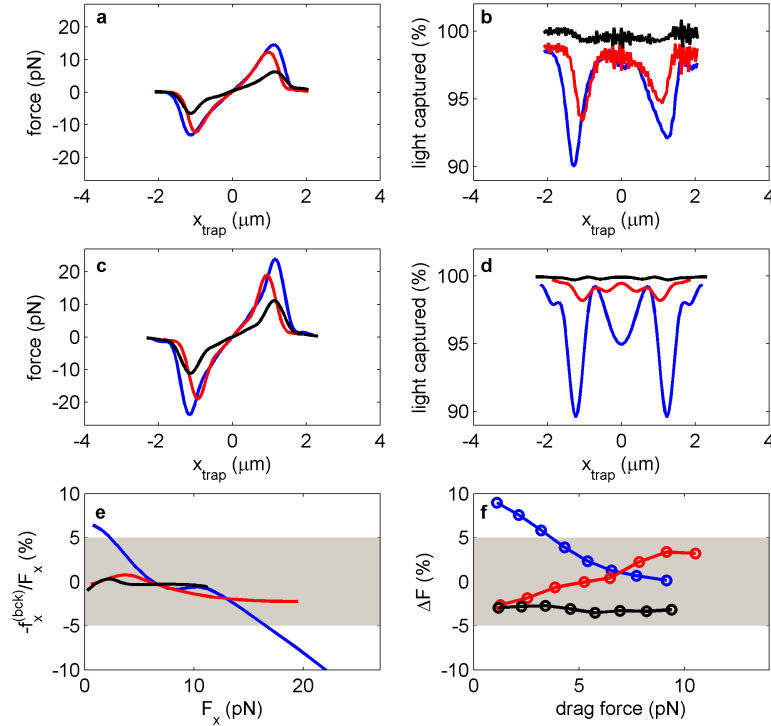 a
20
10
0
-10
-20
force (pN)
-4 -2 0 2 4
x_trap (μm)
b
100
95
90
light captured (%)
-4 -2 0 2 4
x_trap (μm)
c
20
10
0
-10
-20
force (pN)
-4 -2 0 2 4
x_trap (μm)
d
100
95
90
light captured (%)
-4 -2 0 2 4
x_trap (μm)
e
10
5
0
-5
-10
-f_x^(bck)/F_x (%)
0 10 20
F_x (pN)
f
10
5
0
-5
-10
ΔF (%)
0 5 10
drag force (pN)